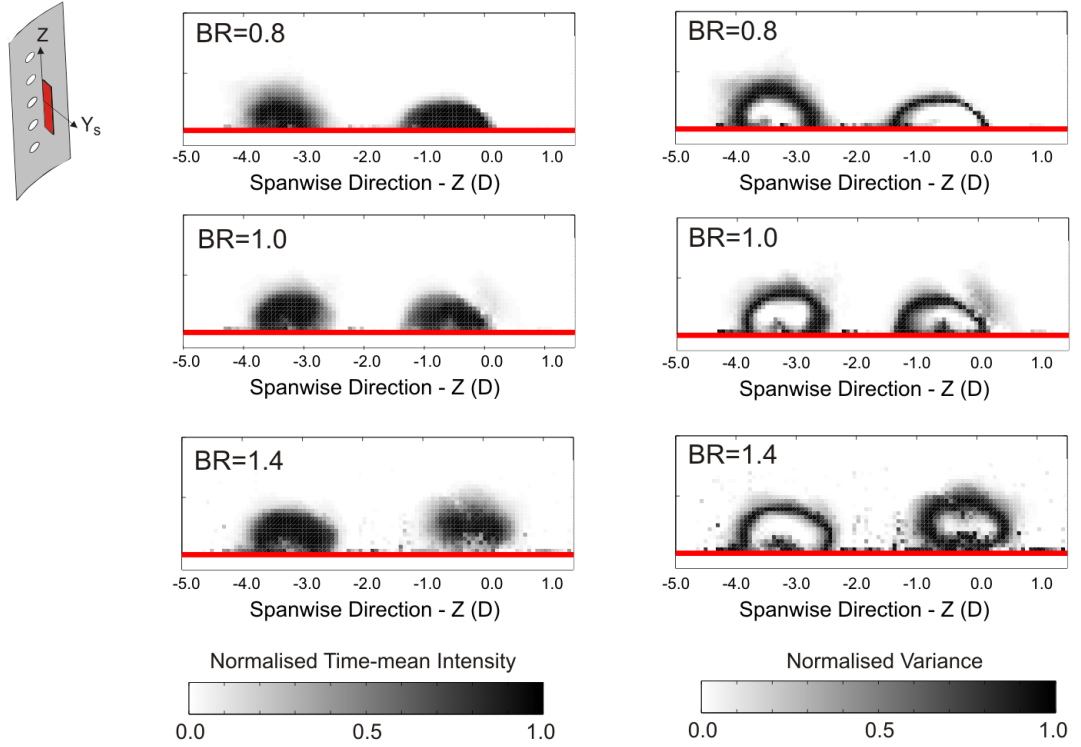 Z
Y_S
BR=0.8
-5.0 -4.0 -3.0 -2.0 -1.0 0.0 1.0
Spanwise Direction - Z (D)
BR=0.8
-5.0 -4.0 -3.0 -2.0 -1.0 0.0 1.0
Spanwise Direction - Z (D)
BR=1.0
-5.0 -4.0 -3.0 -2.0 -1.0 0.0 1.0
Spanwise Direction - Z (D)
BR=1.0
-5.0 -4.0 -3.0 -2.0 -1.0 0.0 1.0
Spanwise Direction - Z (D)
BR=1.4
-5.0 -4.0 -3.0 -2.0 -1.0 0.0 1.0
Spanwise Direction - Z (D)
BR=1.4
-5.0 -4.0 -3.0 -2.0 -1.0 0.0 1.0
Spanwise Direction - Z (D)
Normalised Time-mean Intensity
0.0 0.5 1.0
Normalised Variance
0.0 0.5 1.0